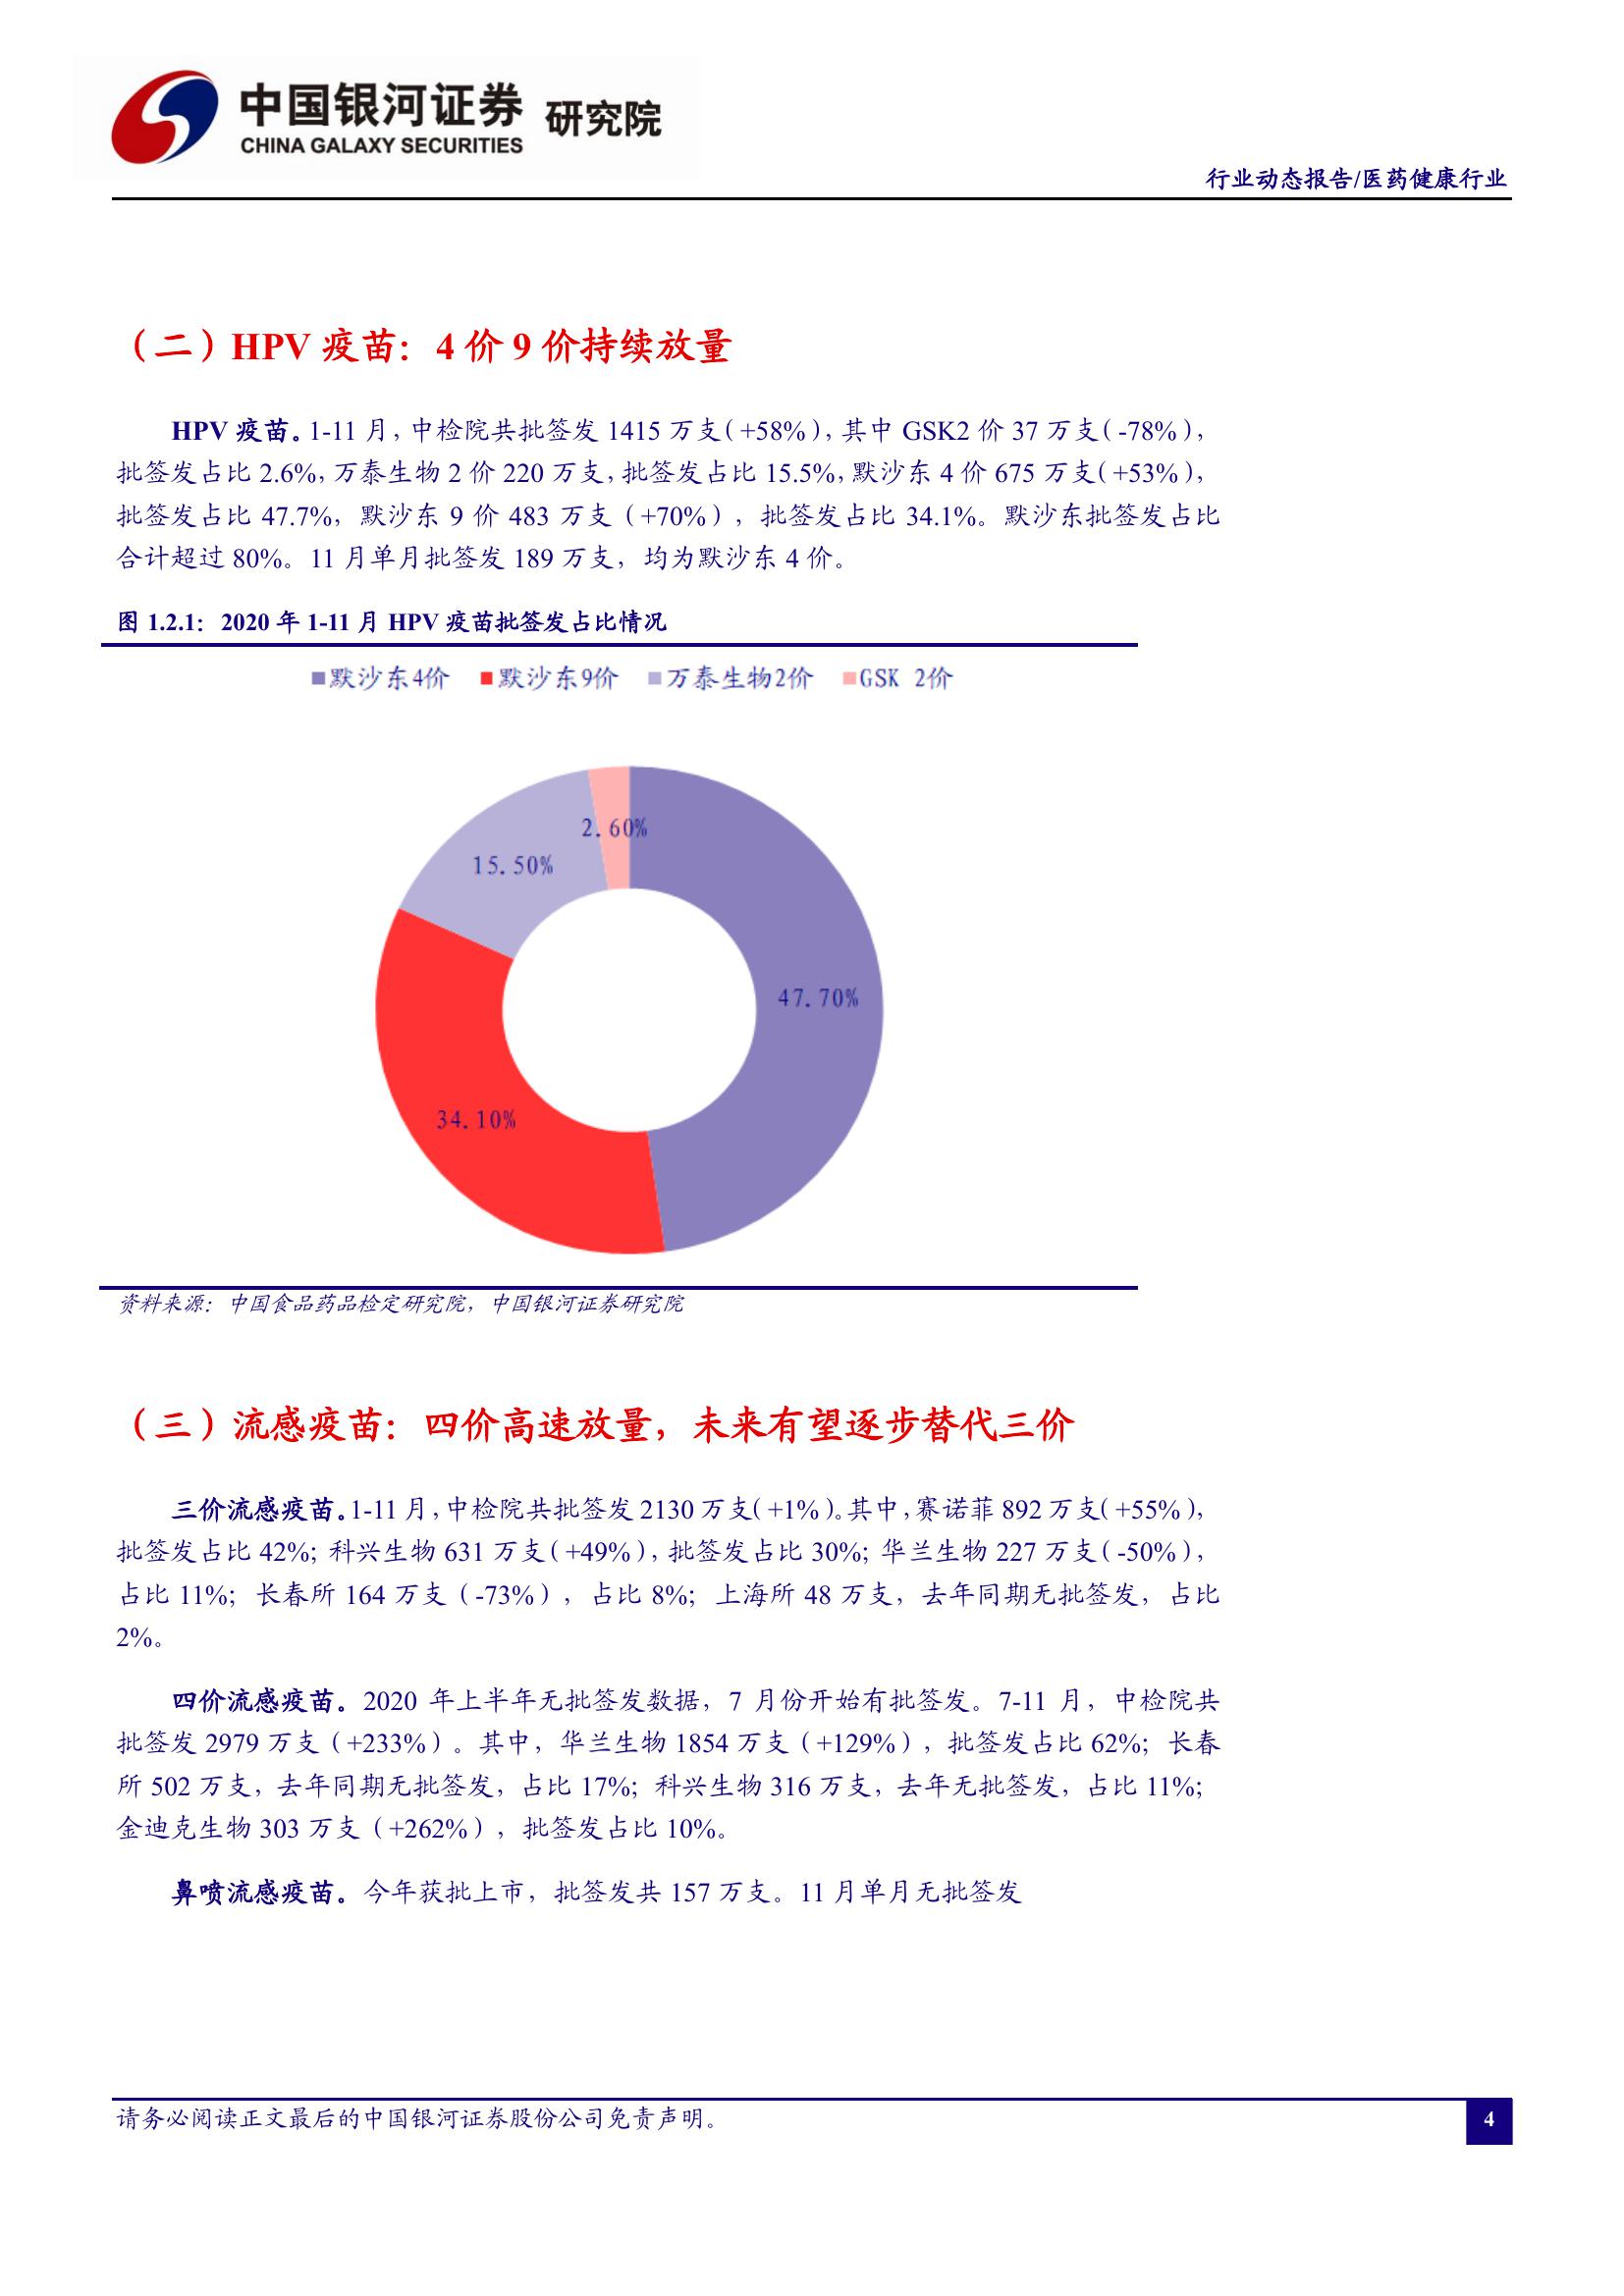 中国银河证券 研究院
CHINA GALAXY SECURITIES
行业动态报告/医药健康行业
（二）HPV 疫苗：4 价 9 价持续放量
HPV 疫苗。1-11 月，中检院共批签发 1415 万支（+58%），其中 GSK2 价 37 万支（-78%），
批签发占比 2.6%，万泰生物 2 价 220 万支，批签发占比 15.5%，默沙东 4 价 675 万支（+53%），
批签发占比 47.7%，默沙东 9 价 483 万支（+70%），批签发占比 34.1%。默沙东批签发占比
合计超过 80%。11 月单月批签发 189 万支，均为默沙东 4 价。
图 1.2.1：2020 年 1-11 月 HPV 疫苗批签发占比情况
默沙东4价 默沙东9价 万泰生物2价 GSK 2价
2.60%
15.50%
47.70%
34.10%
资料来源：中国食品药品检定研究院，中国银河证券研究院
（三）流感疫苗：四价高速放量，未来有望逐步替代三价
三价流感疫苗。1-11 月，中检院共批签发 2130 万支（+1%）。其中，赛诺菲 892 万支（+55%），
批签发占比 42%；科兴生物 631 万支（+49%），批签发占比 30%；华兰生物 227 万支（-50%），
占比 11%；长春所 164 万支（-73%），占比 8%；上海所 48 万支，去年同期无批签发，占比
2%。
四价流感疫苗。2020 年上半年无批签发数据，7 月份开始有批签发。7-11 月，中检院共
批签发 2979 万支（+233%）。其中，华兰生物 1854 万支（+129%），批签发占比 62%；长春
所 502 万支，去年同期无批签发，占比 17%；科兴生物 316 万支，去年无批签发，占比 11%；
金迪克生物 303 万支（+262%），批签发占比 10%。
鼻喷流感疫苗。今年获批上市，批签发共 157 万支。11 月单月无批签发
请务必阅读正文最后的中国银河证券股份公司免责声明。
4